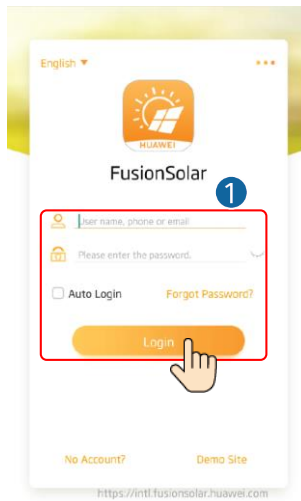 English ▼
HUAWEI
FusionSolar
1
User name, phone or email
Please enter the password.
Auto Login Forgot Password?
Login
No Account? Demo Site
https://intl.fusionsolar.huawei.com